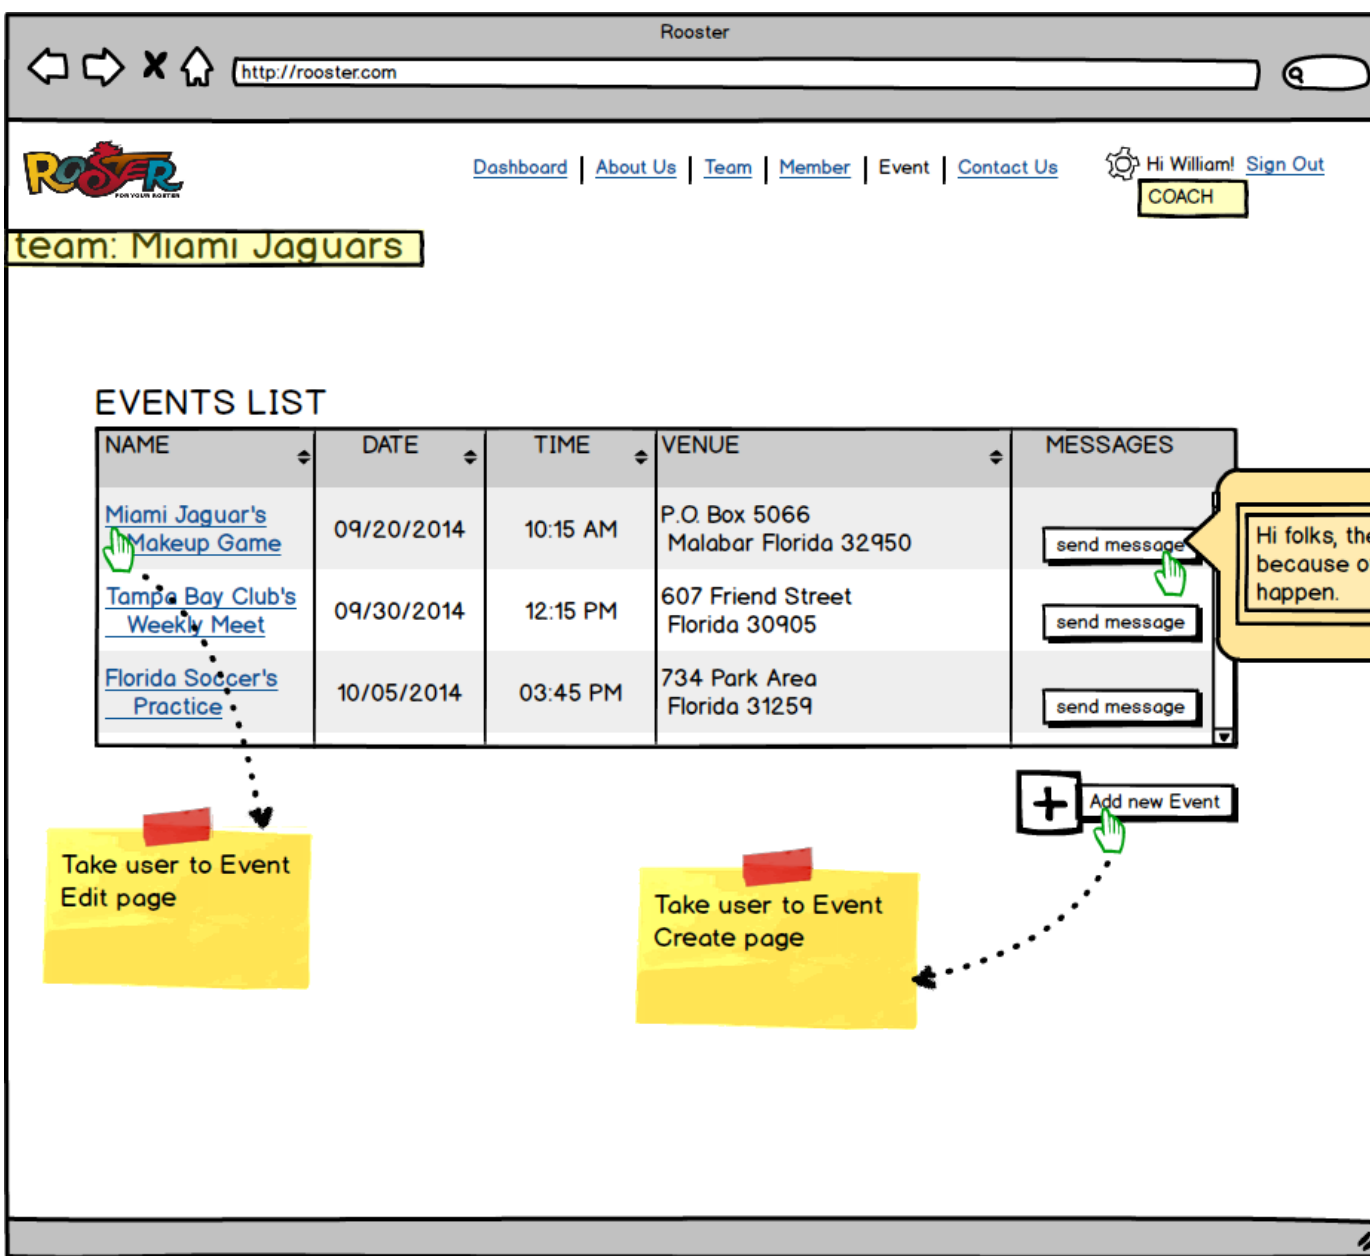 Rooster
http://rooster.com
ROOSTER
FOR YOUR ROSTER
Dashboard About Us Team Member Event Contact Us Hi William! Sign Out
COACH
team: Miami Jaguars
EVENTS LIST
NAME DATE TIME VENUE MESSAGES
Miami Jaguar's
Makeup Game
09/20/2014
10:15 AM
P.O. Box 5066
Malabar Florida 32950
send message
Hi folks, the
because o
happen.
Tampa Bay Club's
Weekly Meet
09/30/2014
12:15 PM
607 Friend Street
Florida 30905
send message
Florida Soccer's
Practice
10/05/2014
03:45 PM
734 Park Area
Florida 31259
send message
Add new Event
Take user to Event
Edit page
Take user to Event
Create page